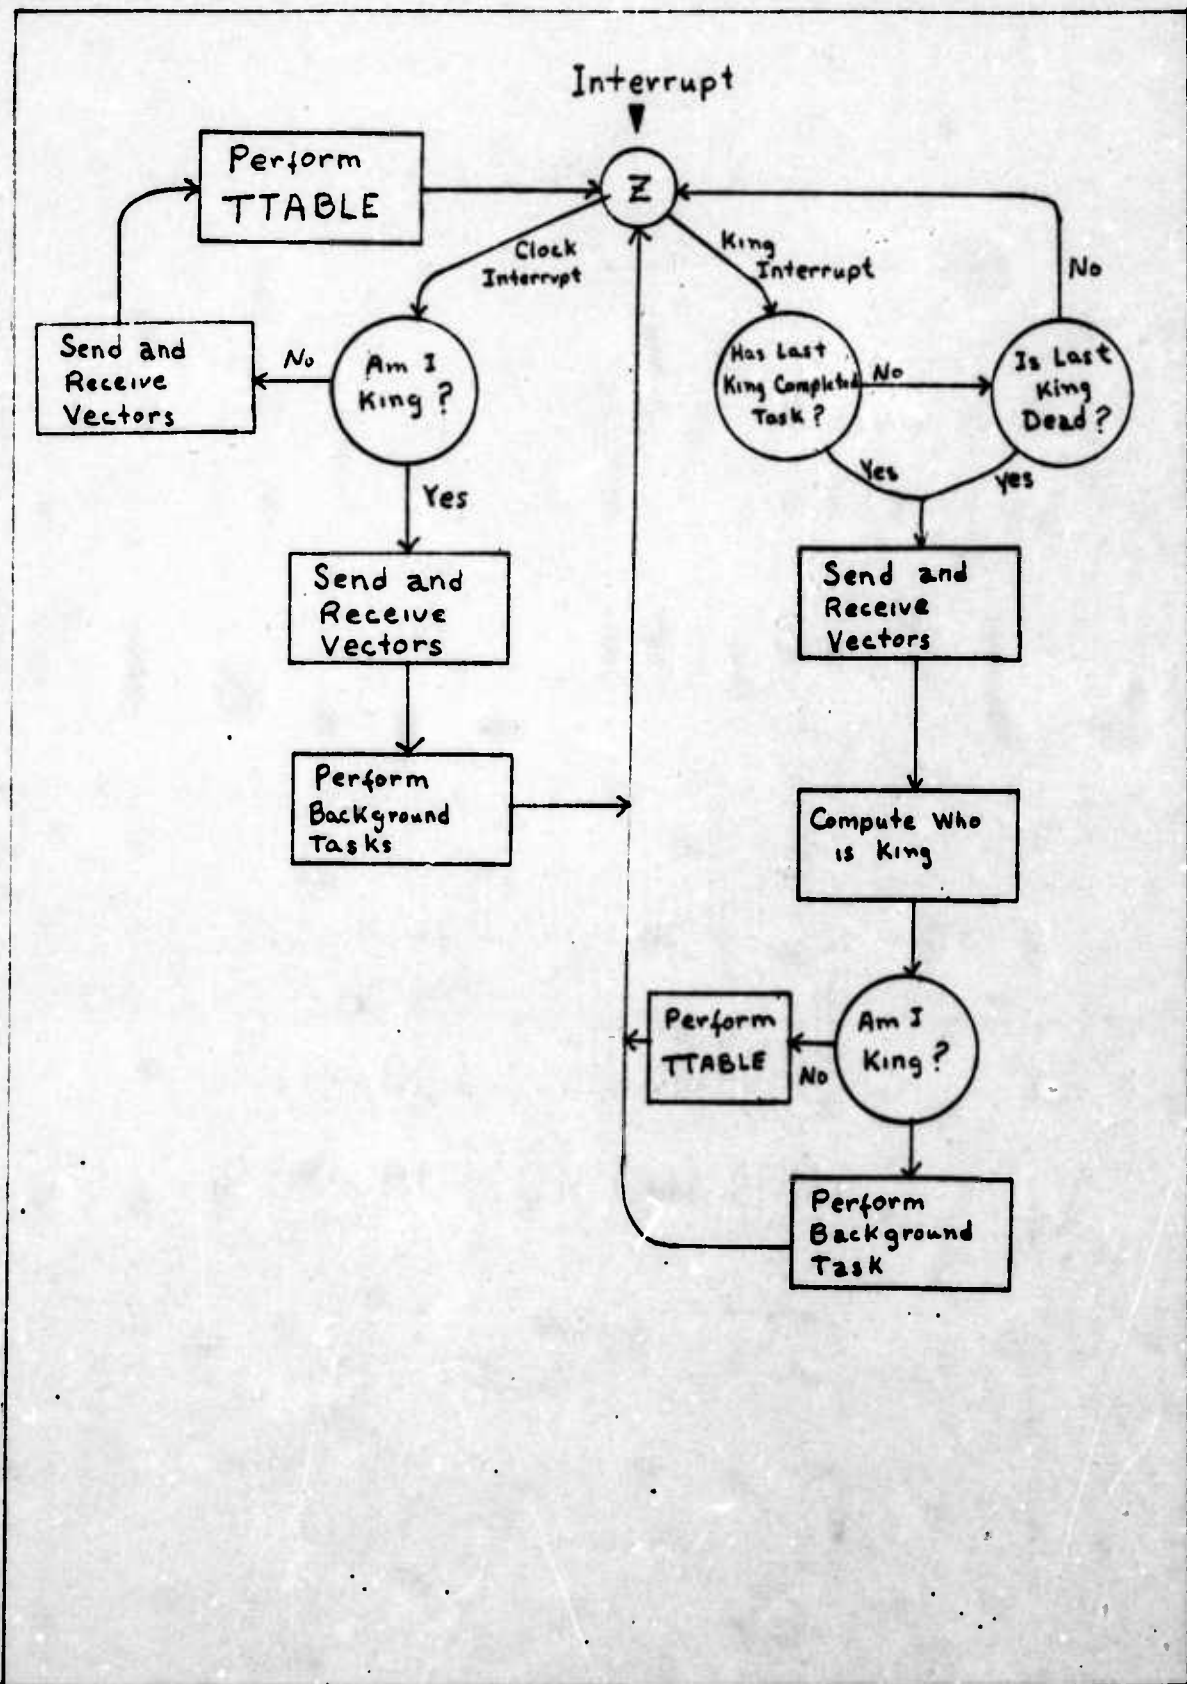 Interrupt
Z
Perform
TTABLE
Clock
Interrupt
King
Interrupt
No
Send and
Receive
Vectors
No
Am I
King?
Has Last
King Completed
Task?
No
Is Last
King
Dead?
Yes
Yes
Yes
Send and
Receive
Vectors
Send and
Receive
Vectors
Perform
Background
Tasks
Compute Who
is King
Perform
TTABLE
No
Am I
King?
Perform
Background
Task